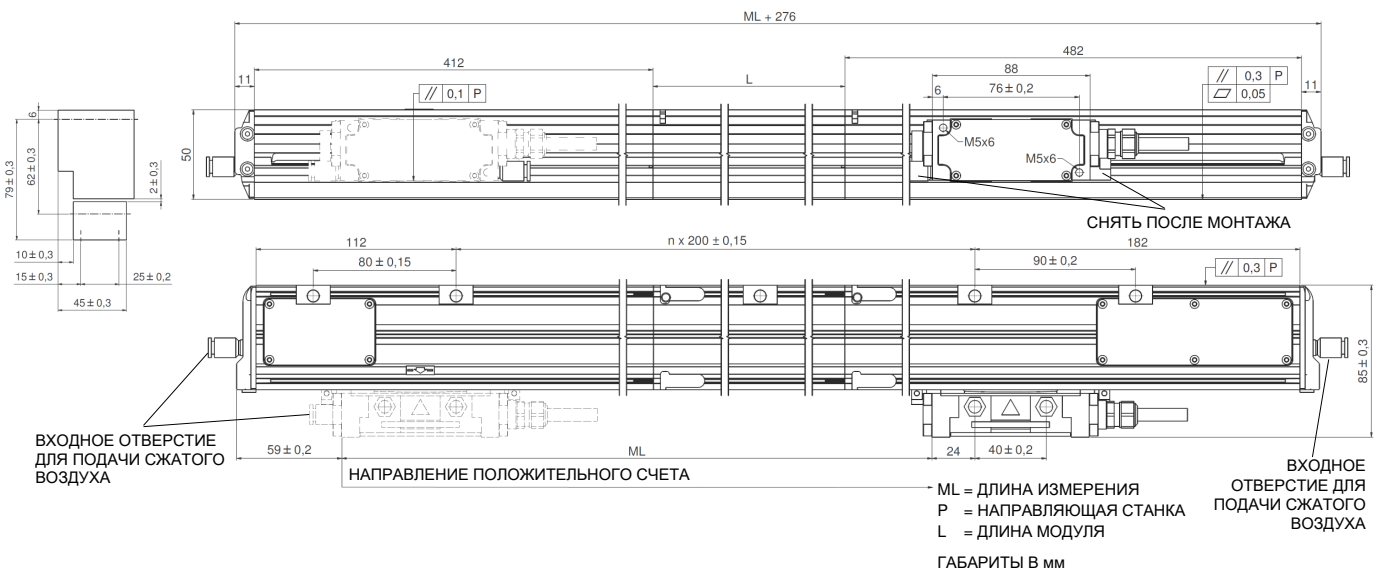 ML + 276
482
412
L
11
88
// 0,3 P
0,05
11
6
76 ± 0,2
// 0,1 P
6
M5x6
M5x6
50
79 ± 0,3
62 ± 0,3
2 ± 0,3
СНЯТЬ ПОСЛЕ МОНТАЖА
10 ± 0,3
15 ± 0,3
25 ± 0,2
45 ± 0,3
112
n x 200 ± 0,15
182
80 ± 0,15
90 ± 0,2
// 0,3 P
85 ± 0,3
ВХОДНОЕ ОТВЕРСТИЕ
ДЛЯ ПОДАЧИ СЖАТОГО
ВОЗДУХА
59 ± 0,2
ML
24
40 ± 0,2
НАПРАВЛЕНИЕ ПОЛОЖИТЕЛЬНОГО СЧЕТА
ВХОДНОЕ
ОТВЕРСТИЕ ДЛЯ
ПОДАЧИ СЖАТОГО
ВОЗДУХА
ML = ДЛИНА ИЗМЕРЕНИЯ
P = НАПРАВЛЯЮЩАЯ СТАНКА
L = ДЛИНА МОДУЛЯ
ГАБАРИТЫ В мм